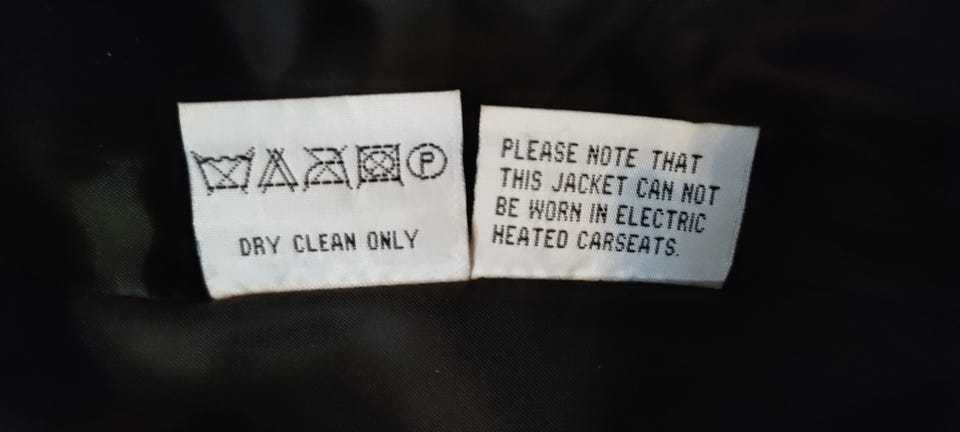 P
DRY CLEAN ONLY
PLEASE NOTE THAT
THIS JACKET CAN NOT
BE WORN IN ELECTRIC
HEATED CARSEATS.